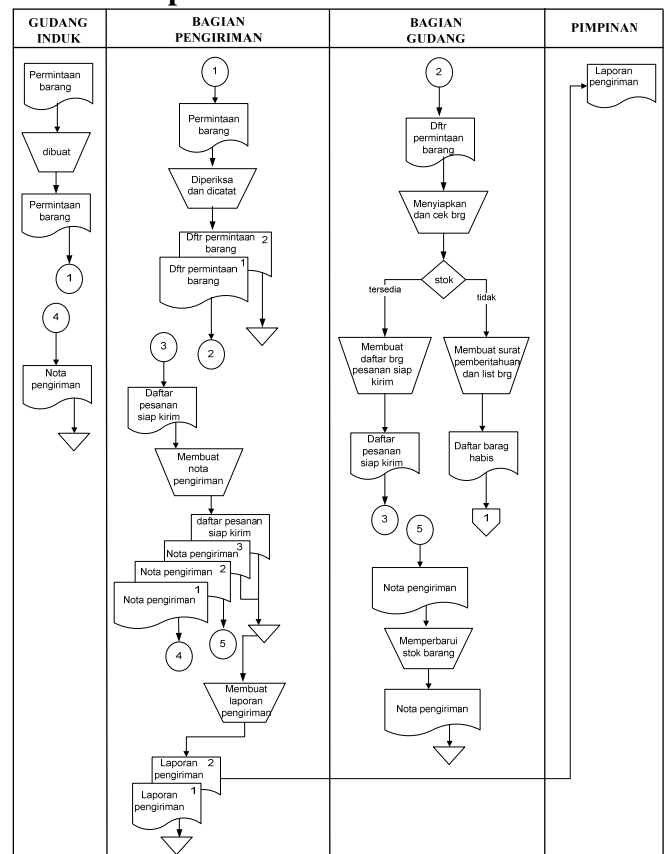 GUDANG
INDUK
BAGIAN
PENGIRIMAN
BAGIAN
GUDANG
PIMPINAN
Permintaan
barang
dibuat
Permintaan
barang
1
4
Nota
pengiriman
1
Permintaan
barang
Diperiksa
dan dicatat
Dftr permintaan 2
barang
Dftr permintaan 1
barang
2
3
Daftar
pesanan
siap kirim
Membuat
nota
pengiriman
daftar pesanan
siap kirim
Nota pengiriman 3
Nota pengiriman 2
Nota pengiriman 1
4
5
Membuat
laporan
pengiriman
Laporan 2
pengiriman
Laporan 1
pengiriman
2
Dftr
permintaan
barang
Menyiapkan
dan cek brg
stok
tersedia
tidak
Membuat
daftar brg
pesanan siap
kirim
Membuat surat
pemberitahuan
dan list brg
Daftar
pesanan
siap kirim
Daftar barag
habis
3
1
5
Nota pengiriman
Memperbarui
stok barang
Nota pengiriman
Laporan
pengiriman